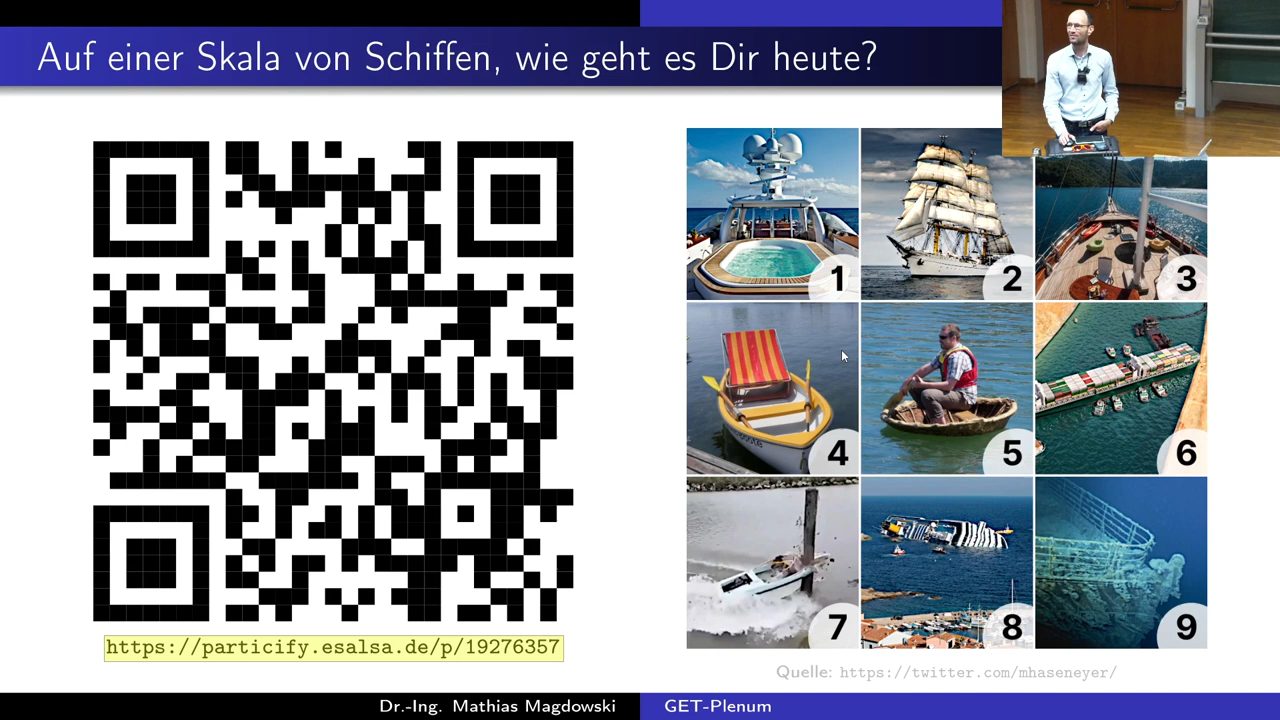 Auf einer Skala von Schiffen, wie geht es Dir heute?
1
2
3
4
5
6
7
8
9
https://particify.esalsa.de/p/19276357
Quelle: https://twitter.com/mhaseneyer/
Dr.-Ing. Mathias Magdowski
GET-Plenum